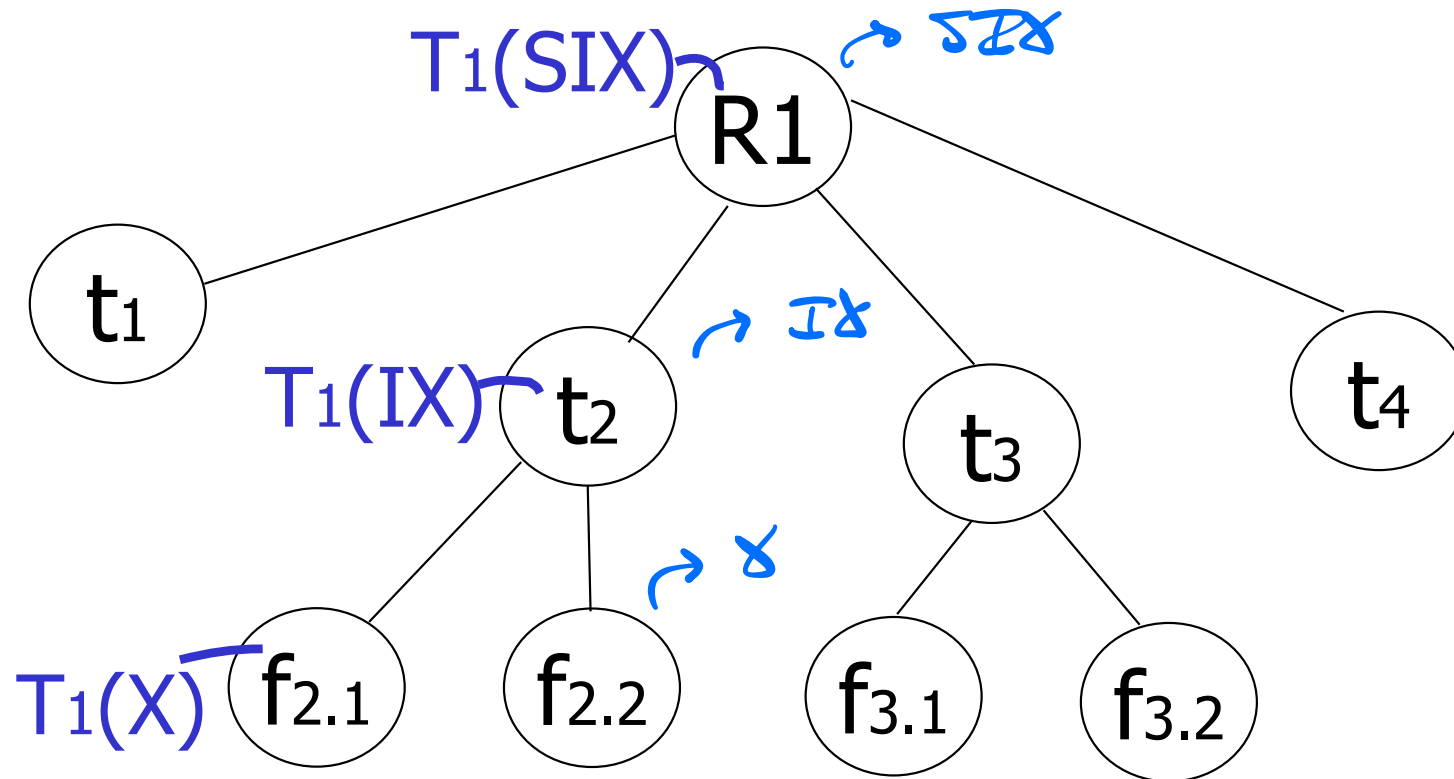 T1(SIX)
R1
SIX
t1
T1(IX)
t2
IX
t3
t4
T1(X)
f2.1
f2.2
X
f3.1
f3.2